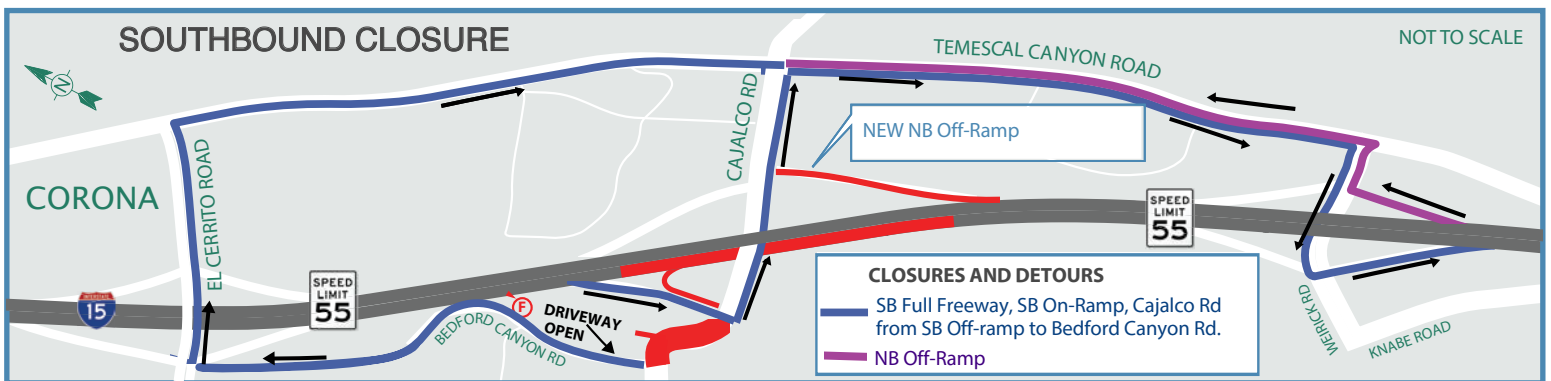 SOUTHBOUND CLOSURE
TEMESCAL CANYON ROAD
NOT TO SCALE
N
CAJALCO RD
NEW NB Off-Ramp
CORONA
EL CERRITO ROAD
SPEED
LIMIT
55
INTERSTATE
15
SPEED
LIMIT
55
F
DRIVEWAY
OPEN
BEDFORD CANYON RD
CLOSURES AND DETOURS
SB Full Freeway, SB On-Ramp, Cajalco Rd
from SB Off-ramp to Bedford Canyon Rd.
NB Off-Ramp
WEIRICK RD
KNABE ROAD